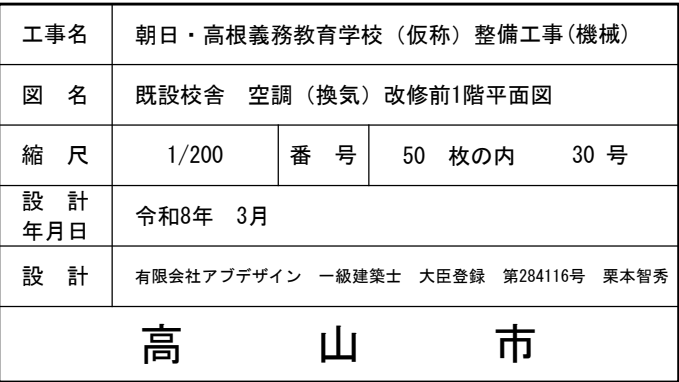 工事名 朝日・高根義務教育学校（仮称）整備工事(機械)
図 名 既設校舎 空調（換気）改修前1階平面図
縮 尺 1/200 番 号 50 枚の内 30 号
設 計
年月日 令和8年 3月
設 計 有限会社アブデザイン 一級建築士 大臣登録 第284116号 栗本智秀
高 山 市